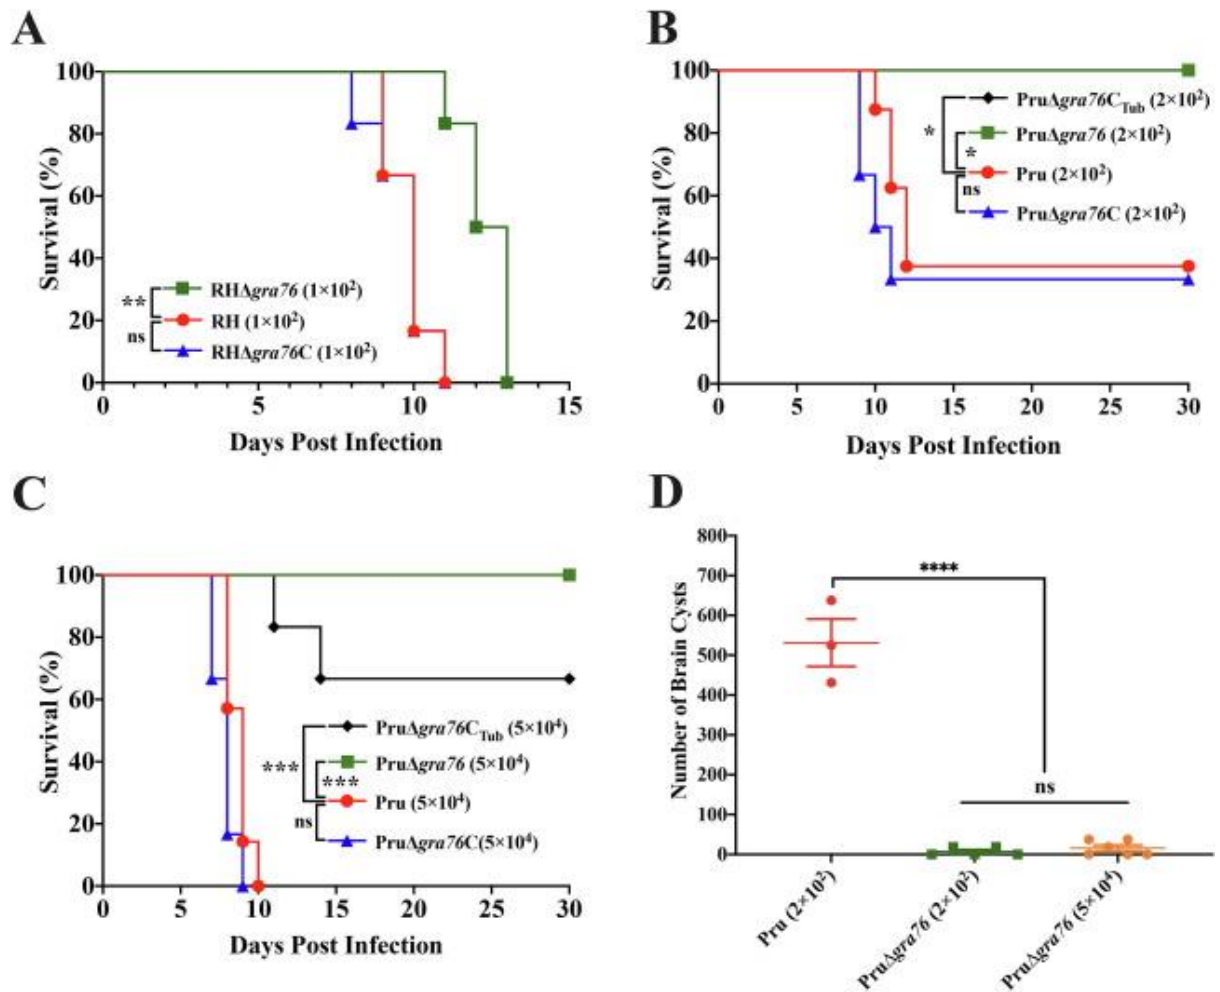 A
100
80
60
40
20
0
Survival (%)
**
ns
RHΔgra76 (1×10²)
RH (1×10²)
RHΔgra76C (1×10²)
0 5 10 15
Days Post Infection
B
100
80
60
40
20
0
Survival (%)
*
*
ns
PruΔgra76C_Tub (2×10²)
PruΔgra76 (2×10²)
Pru (2×10²)
PruΔgra76C (2×10²)
0 5 10 15 20 25 30
Days Post Infection
C
100
80
60
40
20
0
Survival (%)
***
***
ns
PruΔgra76C_Tub (5×10⁴)
PruΔgra76 (5×10⁴)
Pru (5×10⁴)
PruΔgra76C(5×10⁴)
0 5 10 15 20 25 30
Days Post Infection
D
800
700
600
500
400
300
200
100
0
Number of Brain Cysts
****
ns
Pru (2×10²)
PruΔgra76 (2×10²)
PruΔgra76 (5×10⁴)